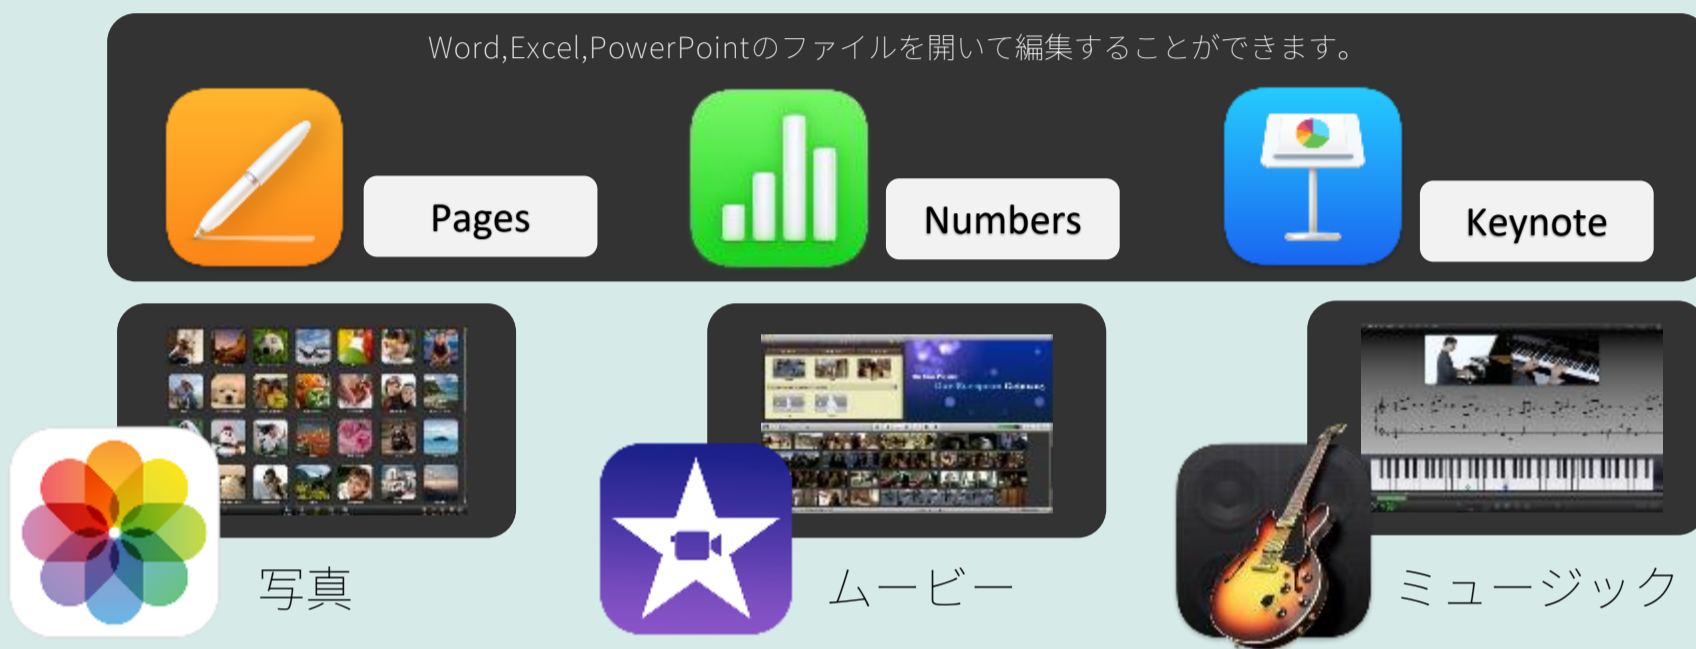 Word,Excel,PowerPointのファイルを開いて編集することができます。
Pages
Numbers
Keynote
写真
ムービー
ミュージック